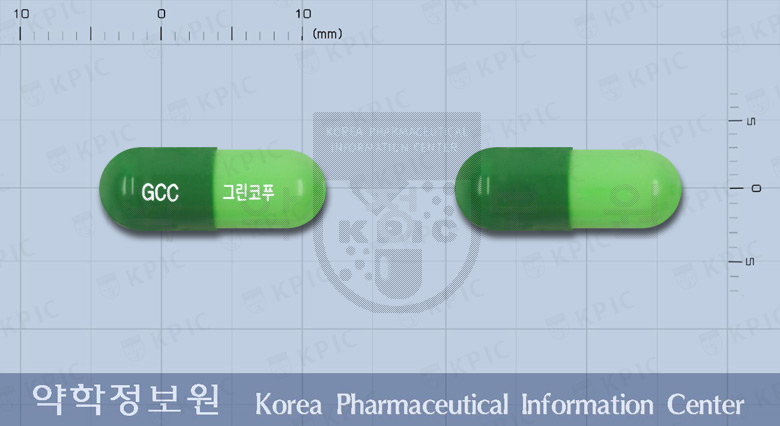 10 0 10
(mm)
KOREA PHARMACEUTICAL
INFORMATION CENTER
5
GCC 그린코푸
0
KPIC
5
약학정보원 Korea Pharmaceutical Information Center